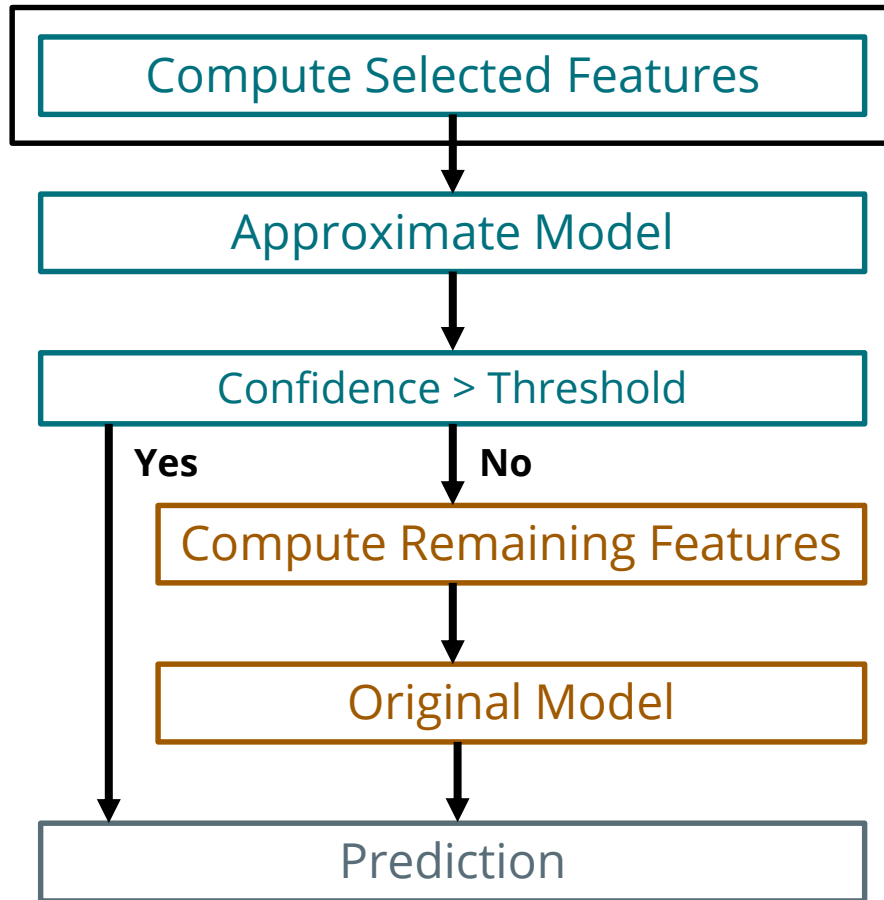 Compute Selected Features
Approximate Model
Confidence > Threshold
Yes
No
Compute Remaining Features
Original Model
Prediction